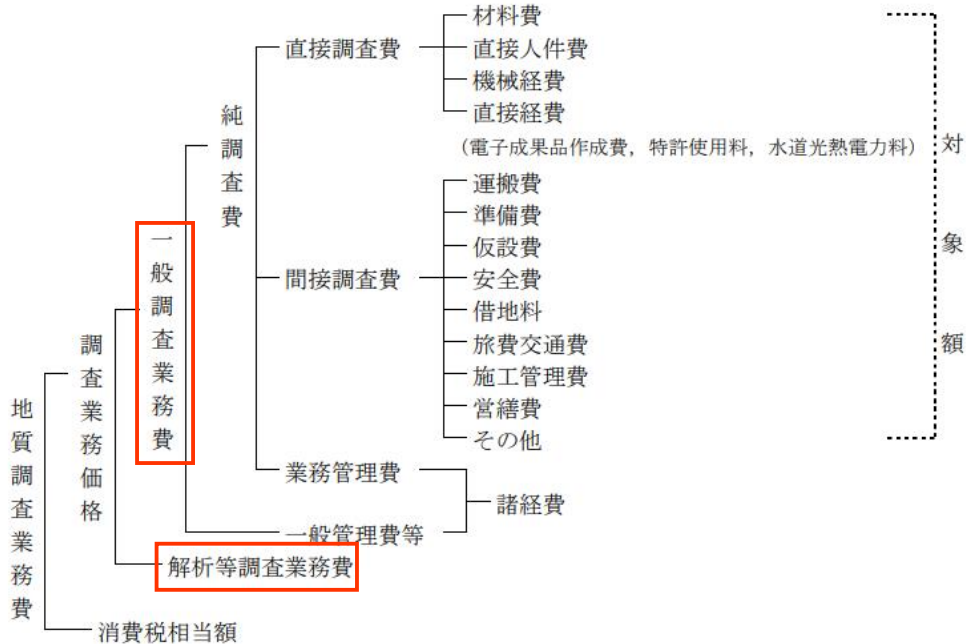 地質調査業務費
調査業務価格
一般調査業務費
純調査費
直接調査費
材料費
直接人件費
機械経費
直接経費
(電子成果品作成費，特許使用料，水道光熱電力料)
間接調査費
運搬費
準備費
仮設費
安全費
借地料
旅費交通費
施工管理費
営繕費
その他
業務管理費
一般管理費等
諸経費
解析等調査業務費
消費税相当額
対象額